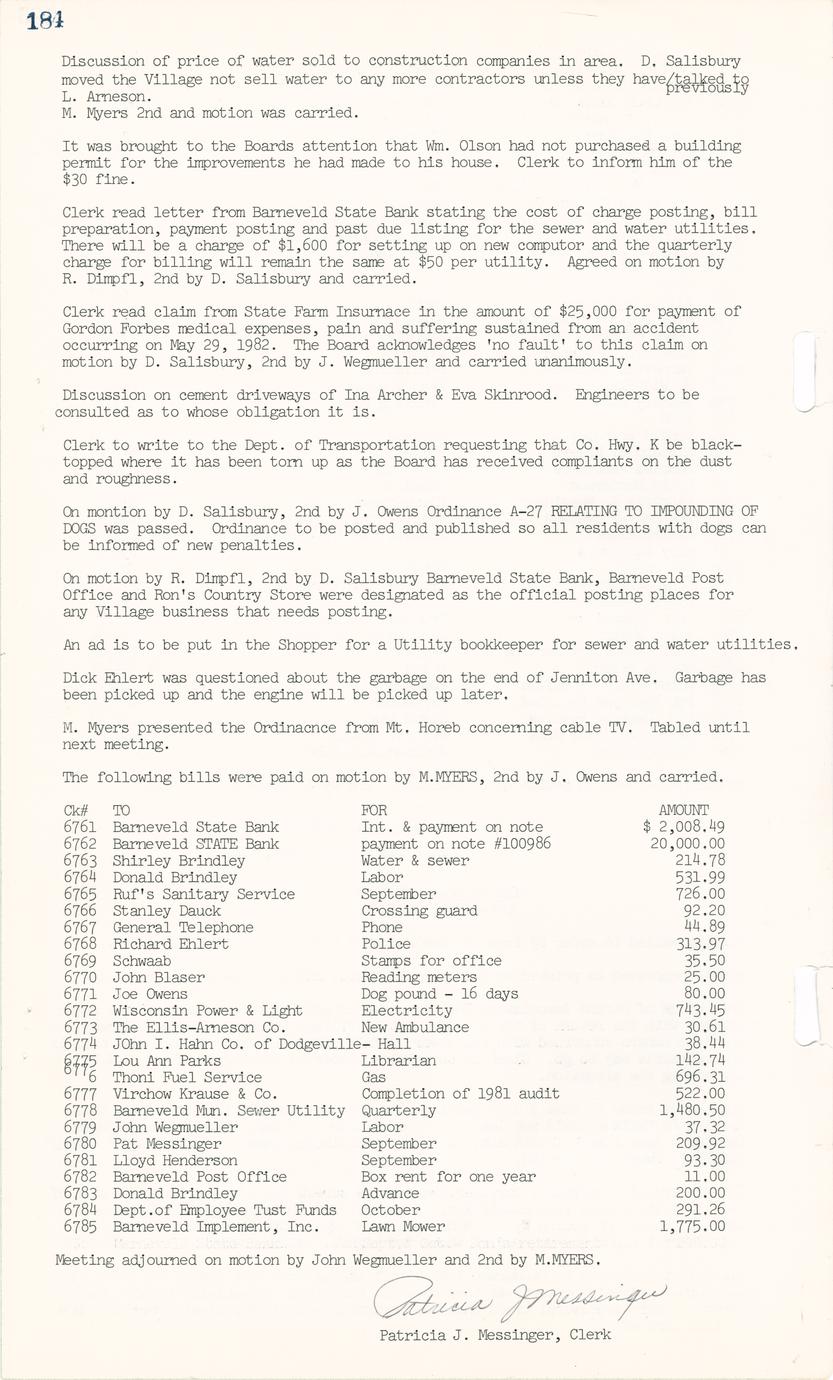 184
Discussion of price of water sold to construction companies in area.  D. Salisbury
moved the Village not sell water to any more contractors unless they have/talked to
previously
L. Arneson.
M. Myers 2nd and motion was carried.
It was brought to the Boards attention that Wm. Olson had not purchased a building
permit for the improvements he had made to his house.  Clerk to inform him of the
$30 fine.
Clerk read letter from Barneveld State Bank stating the cost of charge posting, bill
preparation, payment posting and past due listing for the sewer and water utilities.
There will be a charge of $1,600 for setting up on new computor and the quarterly
charge for billing will remain the same at $50 per utility.  Agreed on motion by
R. Dimpfl, 2nd by D. Salisbury and carried.
Clerk read claim from State Farm Insurnace in the amount of $25,000 for payment of
Gordon Forbes medical expenses, pain and suffering sustained from an accident
occurring on May 29, 1982.  The Board acknowledges 'no fault' to this claim on
motion by D. Salisbury, 2nd by J. Wegmueller and carried unanimously.
Discussion on cement driveways of Ina Archer & Eva Skinrood.  Engineers to be
consulted as to whose obligation it is.
Clerk to write to the Dept. of Transportation requesting that Co. Hwy. K be black-
topped where it has been torn up as the Board has received compliants on the dust
and roughness.
On montion by D. Salisbury, 2nd by J. Owens Ordinance A-27 RELATING TO IMPOUNDING OF
DOGS was passed.  Ordinance to be posted and published so all residents with dogs can
be informed of new penalties.
On motion by R. Dimpfl, 2nd by D. Salisbury Barneveld State Bank, Barneveld Post
Office and Ron's Country Store were designated as the official posting places for
any Village business that needs posting.
An ad is to be put in the Shopper for a Utility bookkeeper for sewer and water utilities.
Dick Ehlert was questioned about the garbage on the end of Jenniton Ave.  Garbage has
been picked up and the engine will be picked up later.
M. Myers presented the Ordinacnce from Mt. Horeb concerning cable TV.  Tabled until
next meeting.
The following bills were paid on motion by M.MYERS, 2nd by J. Owens and carried.
Ck# TO FOR AMOUNT
6761 Barneveld State Bank Int. & payment on note $ 2,008.49
6762 Barneveld STATE Bank payment on note #100986 20,000.00
6763 Shirley Brindley Water & sewer 214.78
6764 Donald Brindley Labor 531.99
6765 Ruf's Sanitary Service September 726.00
6766 Stanley Dauck Crossing guard 92.20
6767 General Telephone Phone 44.89
6768 Richard Ehlert Police 313.97
6769 Schwaab Stamps for office 35.50
6770 John Blaser Reading meters 25.00
6771 Joe Owens Dog pound - 16 days 80.00
6772 Wisconsin Power & Light Electricity 743.45
6773 The Ellis-Arneson Co. New Ambulance 30.61
6774 JOhn I. Hahn Co. of Dodgeville- Hall 38.44
6775 Lou Ann Parks Librarian 142.74
6776 Thoni Fuel Service Gas 696.31
6777 Virchow Krause & Co. Completion of 1981 audit 522.00
6778 Barneveld Mun. Sewer Utility Quarterly 1,480.50
6779 John Wegmueller Labor 37.32
6780 Pat Messinger September 209.92
6781 Lloyd Henderson September 93.30
6782 Barneveld Post Office Box rent for one year 11.00
6783 Donald Brindley Advance 200.00
6784 Dept.of Employee Tust Funds October 291.26
6785 Barneveld Implement, Inc. Lawn Mower 1,775.00
Meeting adjourned on motion by John Wegmueller and 2nd by M.MYERS.
Patricia J Messinger
Patricia J. Messinger, Clerk